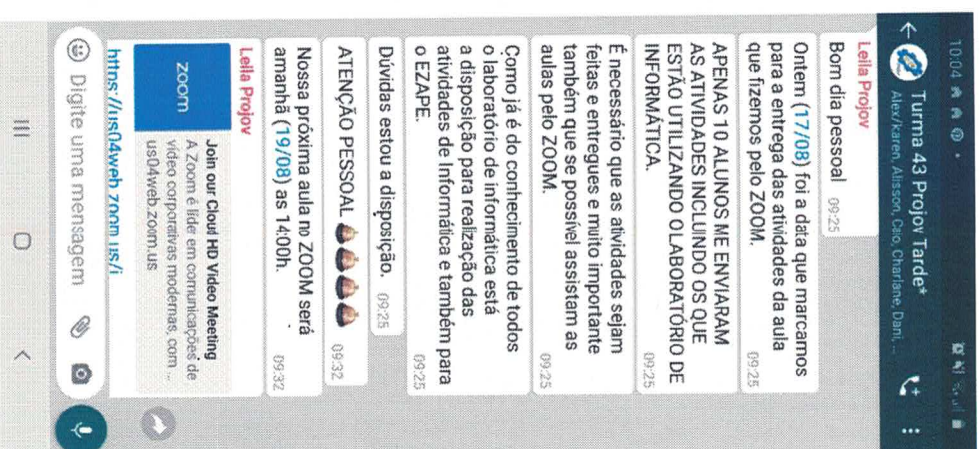 10:04
Turma 43 Projov Tarde*
Alex/karen, Alisson, Caio, Charlane, Dani, ...
Leila Projov
Bom dia pessoal 09:25
Ontem (17/08) foi a data que marcamos
para a entrega das atividades da aula
que fizemos pelo ZOOM. 09:25
APENAS 10 ALUNOS ME ENVIARAM
AS ATIVIDADES INCLUINDO OS QUE
ESTÃO UTILIZANDO O LABORATÓRIO DE
INFORMÁTICA. 09:25
É necessário que as atividades sejam
feitas e entregues e muito importante
também que se possível assistam as
aulas pelo ZOOM. 09:25
Como já é do conhecimento de todos
o laboratório de informática está
a disposição para realização das
atividades de Informática e também para
o EZAPE. 09:25
Dúvidas estou a disposição. 09:25
ATENÇÃO PESSOAL 09:32
Nossa próxima aula no ZOOM será
amanhã (19/08) as 14:00h. 09:32
Leila Projov
zoom
Join our Cloud HD Video Meeting
A Zoom é líder em comunicações de
vídeo corporativas modernas, com ...
us04web.zoom.us
https://us04web.zoom.us/j
Digite uma mensagem